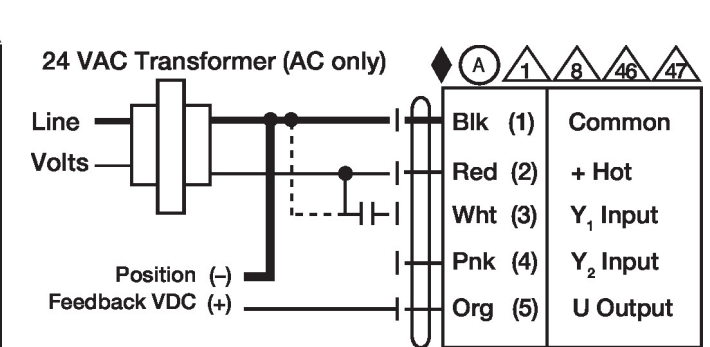 24 VAC Transformer (AC only)
A 1 8 46 47
Line
Volts
Blk (1) Common
Red (2) + Hot
Wht (3) Y1 Input
Pnk (4) Y2 Input
Org (5) U Output
Position (–)
Feedback VDC (+)